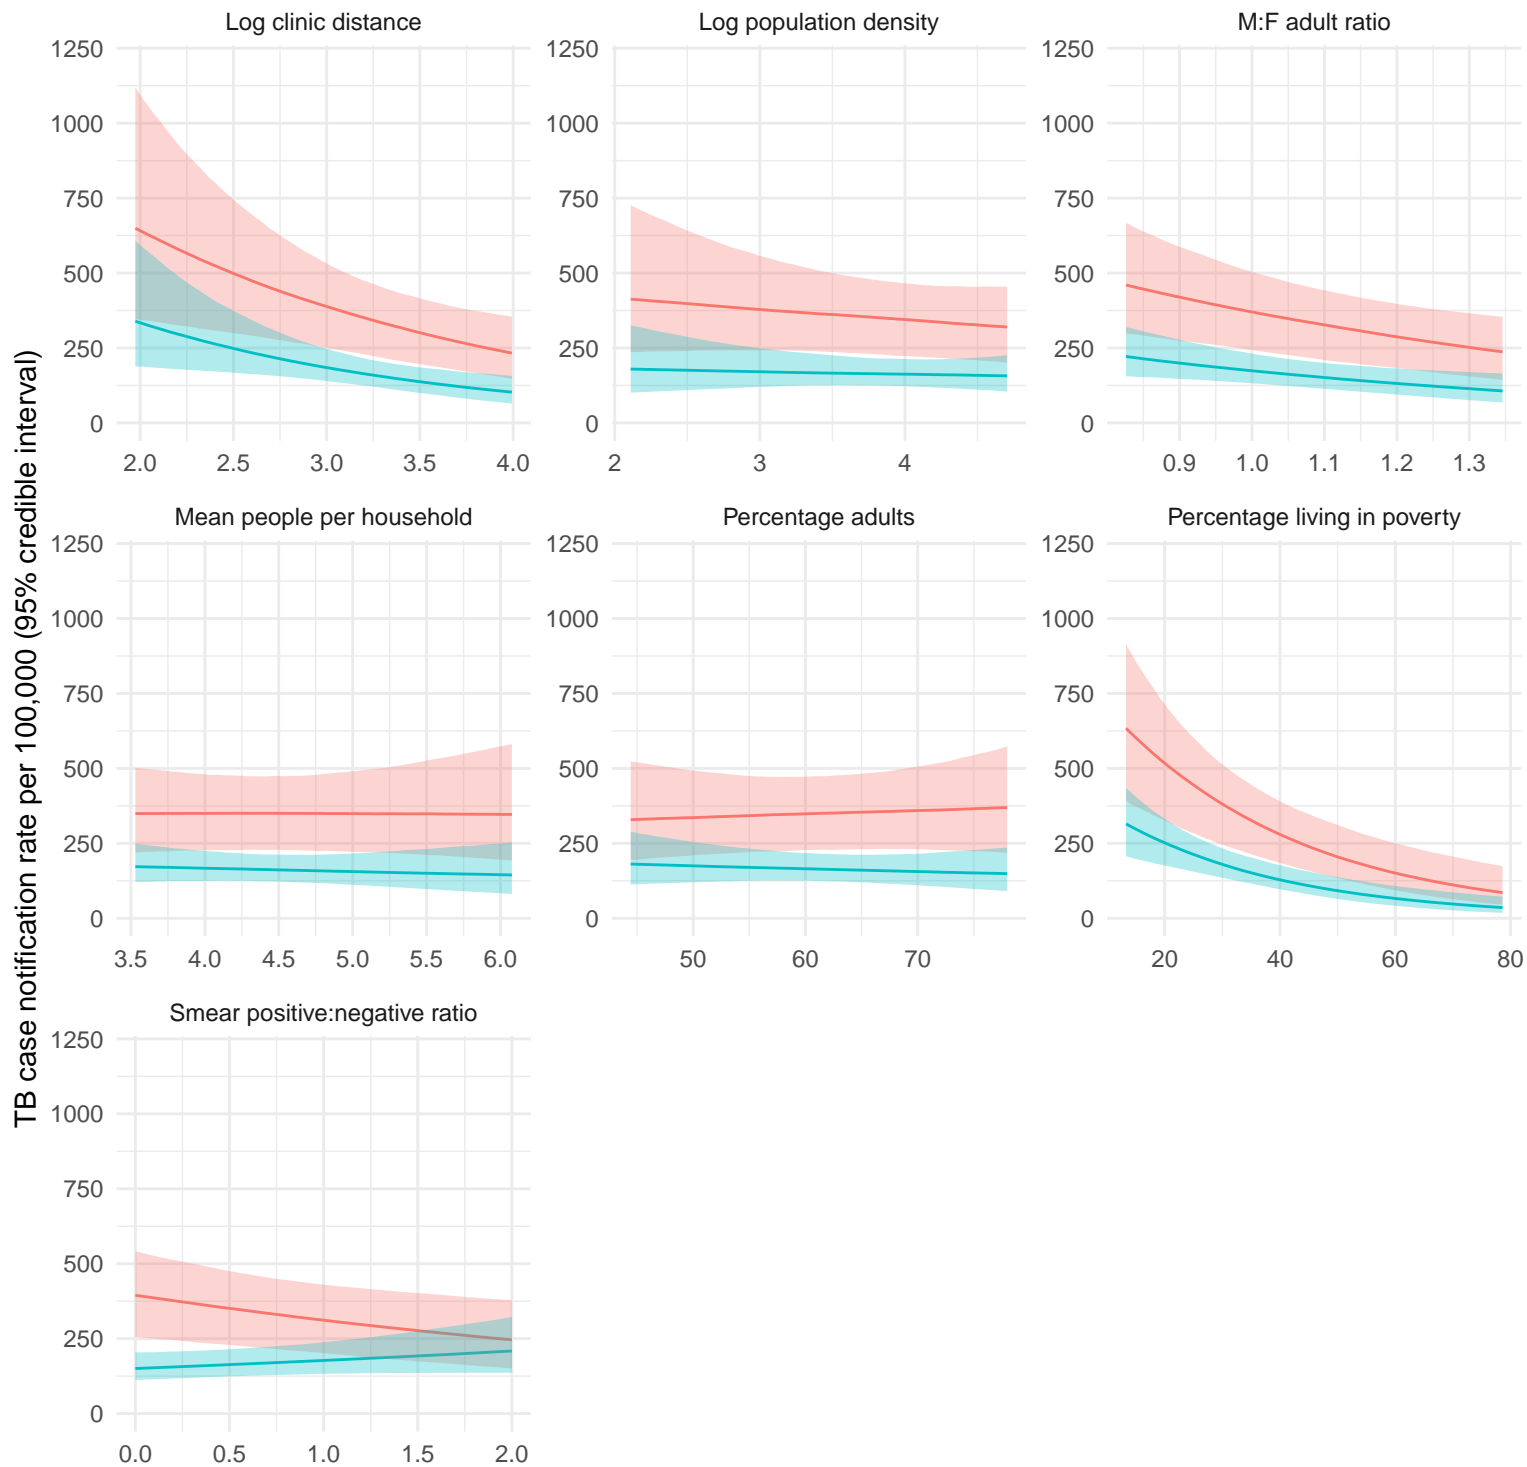 Log clinic distance Log population density M:F adult ratio
1250 1250 1250
1000 1000 1000
750 750 750
500 500 500
250 250 250
0 0 0
2.0 2.5 3.0 3.5 4.0 2 3 4 0.9 1.0 1.1 1.2 1.3
TB case notification rate per 100,000 (95% credible interval)
Mean people per household Percentage adults Percentage living in poverty
1250 1250 1250
1000 1000 1000
750 750 750
500 500 500
250 250 250
0 0 0
3.5 4.0 4.5 5.0 5.5 6.0 50 60 70 20 40 60 80
Smear positive:negative ratio
1250
1000
750
500
250
0
0.0 0.5 1.0 1.5 2.0